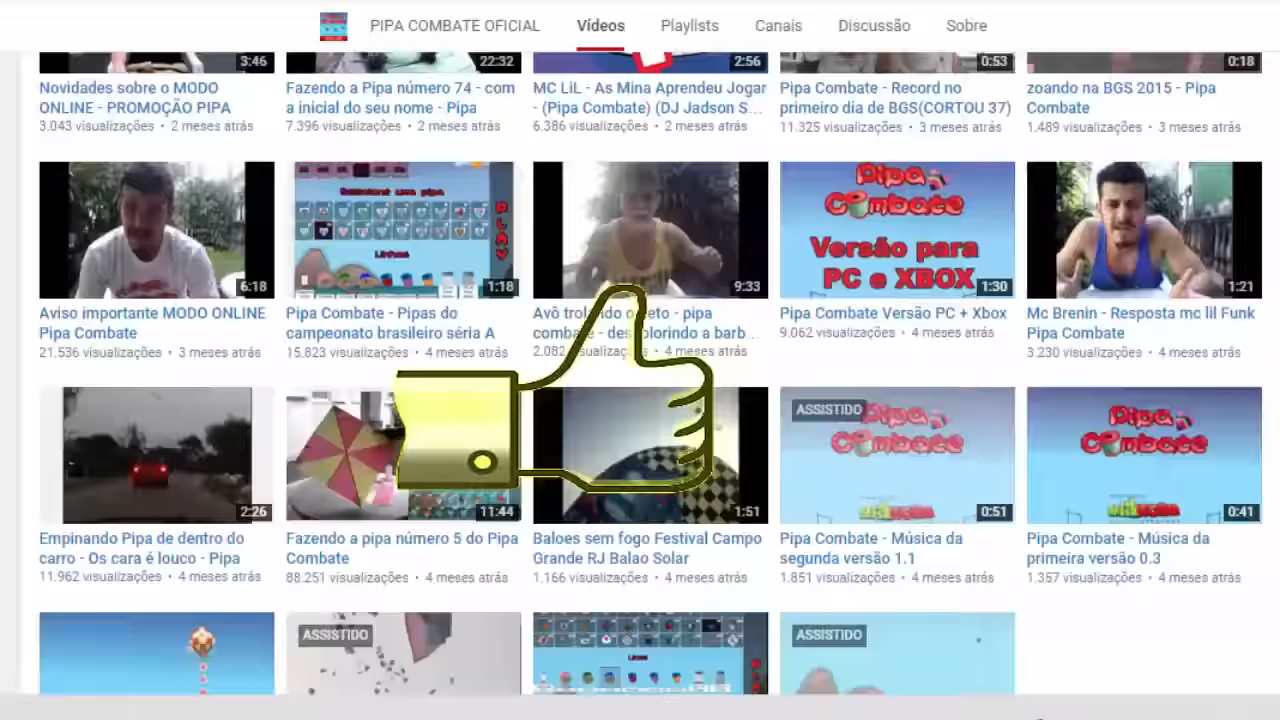 PIPA COMBATE OFICIAL Vídeos Playlists Canais Discussão Sobre
3:46 22:32 2:56 0:53 0:18
Novidades sobre o MODO
ONLINE - PROMOÇÃO PIPA
3.043 visualizações • 2 meses atrás
Fazendo a Pipa número 74 - com
a inicial do seu nome - Pipa
7.396 visualizações • 2 meses atrás
MC LiL - As Mina Aprendeu Jogar
- (Pipa Combate) (DJ Jadson S...
6.386 visualizações • 2 meses atrás
Pipa Combate - Record no
primeiro dia de BGS(CORTOU 37)
11.325 visualizações • 3 meses atrás
zoando na BGS 2015 - Pipa
Combate
1.489 visualizações • 3 meses atrás
6:18
Aviso importante MODO ONLINE
Pipa Combate
21.536 visualizações • 3 meses atrás
PLAY
1:18
Pipa Combate - Pipas do
campeonato brasileiro séria A
15.823 visualizações • 4 meses atrás
9:33
Avô
pipa
2.082
4 meses atrás
Pipa
Combate
Versão para
PC e XBOX
1:30
Pipa Combate Versão PC + Xbox
9.062 visualizações • 4 meses atrás
1:21
Mc Brenin - Resposta mc lil Funk
Pipa Combate
3.230 visualizações • 4 meses atrás
2:26
Empinando Pipa de dentro do
carro - Os cara é louco - Pipa
11.962 visualizações • 4 meses atrás
11:44
Fazendo a pipa número 5 do Pipa
Combate
88.251 visualizações • 4 meses atrás
1:51
Baloes sem fogo Festival Campo
Grande RJ Balao Solar
1.166 visualizações • 4 meses atrás
ASSISTIDO
Pipa
Combate
0:51
Pipa Combate - Música da
segunda versão 1.1
1.851 visualizações • 4 meses atrás
Pipa
Combate
0:41
Pipa Combate - Música da
primeira versão 0.3
1.357 visualizações • 4 meses atrás
ASSISTIDO
ASSISTIDO